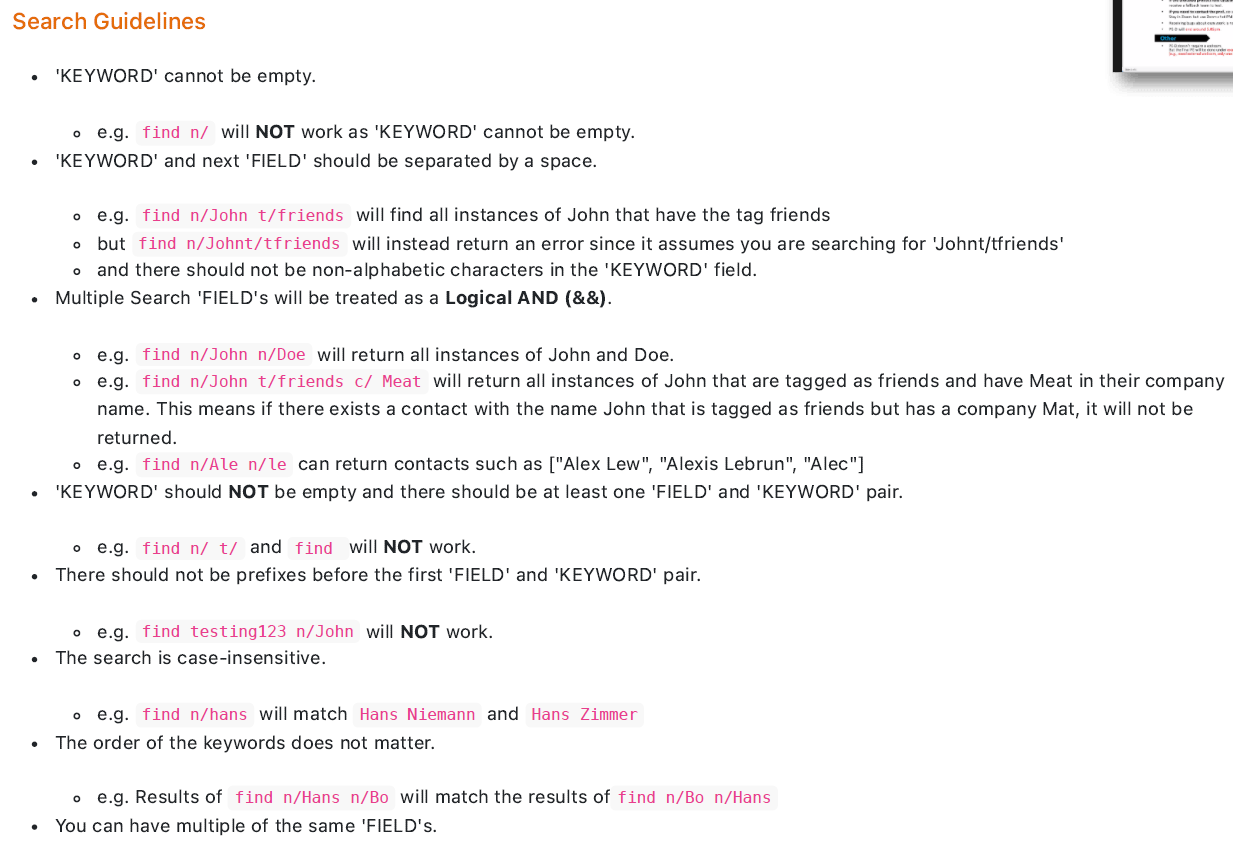 Search Guidelines
• 'KEYWORD' cannot be empty.
◦ e.g. find n/ will NOT work as 'KEYWORD' cannot be empty.
• 'KEYWORD' and next 'FIELD' should be separated by a space.
◦ e.g. find n/John t/friends will find all instances of John that have the tag friends
◦ but find n/Johnt/tfriends will instead return an error since it assumes you are searching for 'Johnt/tfriends'
◦ and there should not be non-alphabetic characters in the 'KEYWORD' field.
• Multiple Search 'FIELD's will be treated as a Logical AND (&&).
◦ e.g. find n/John n/Doe will return all instances of John and Doe.
◦ e.g. find n/John t/friends c/ Meat will return all instances of John that are tagged as friends and have Meat in their company
name. This means if there exists a contact with the name John that is tagged as friends but has a company Mat, it will not be
returned.
◦ e.g. find n/Ale n/le can return contacts such as ["Alex Lew", "Alexis Lebrun", "Alec"]
• 'KEYWORD' should NOT be empty and there should be at least one 'FIELD' and 'KEYWORD' pair.
◦ e.g. find n/ t/ and find will NOT work.
• There should not be prefixes before the first 'FIELD' and 'KEYWORD' pair.
◦ e.g. find testing123 n/John will NOT work.
• The search is case-insensitive.
◦ e.g. find n/hans will match Hans Niemann and Hans Zimmer
• The order of the keywords does not matter.
◦ e.g. Results of find n/Hans n/Bo will match the results of find n/Bo n/Hans
• You can have multiple of the same 'FIELD's.
Other